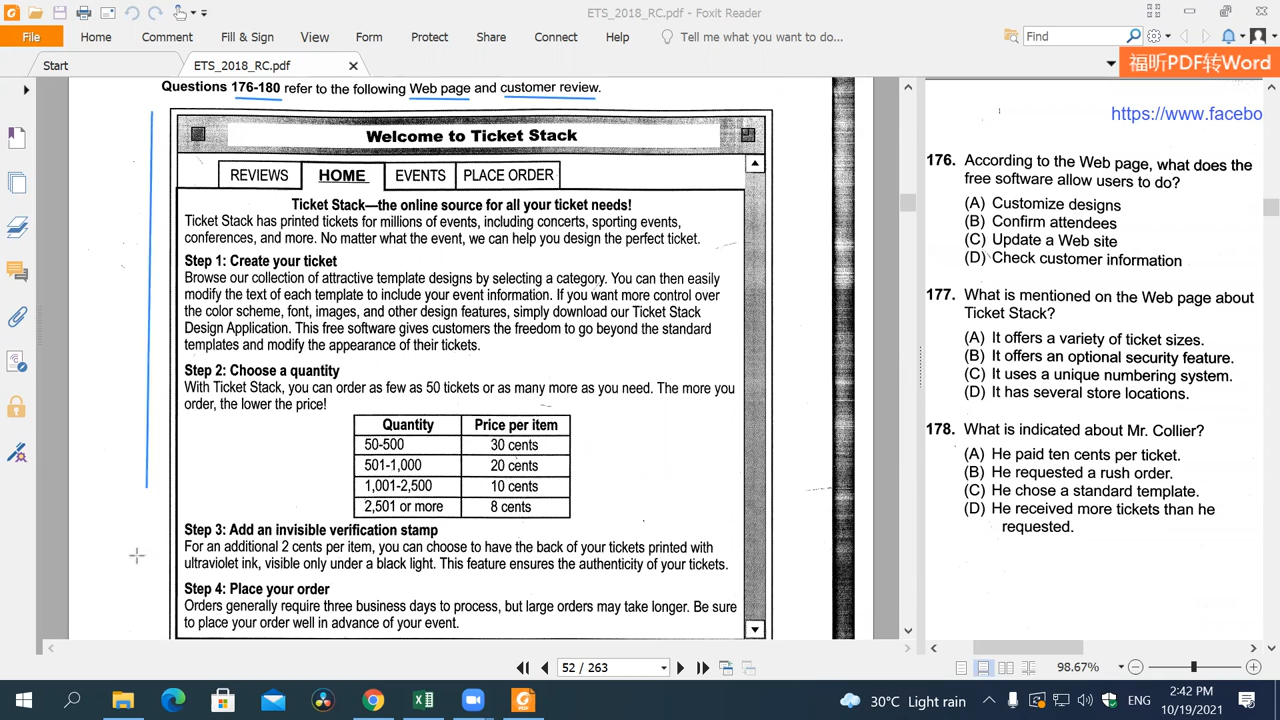 ETS_2018_RC.pdf - Foxit Reader
File Home Comment Fill & Sign View Form Protect Share Connect Help Tell me what you want to do... Find
Start ETS_2018_RC.pdf 福昕PDF转Word
Questions 176-180 refer to the following Web page and customer review.
Welcome to Ticket Stack
REVIEWS HOME EVENTS PLACE ORDER
Ticket Stack—the online source for all your ticket needs!
Ticket Stack has printed tickets for millions of events, including concerts, sporting events,
conferences, and more. No matter what the event, we can help you design the perfect ticket.
Step 1: Create your ticket
Browse our collection of attractive template designs by selecting a category. You can then easily
modify the text of each template to include your event information. If you want more control over
the color scheme, font, images, and other design features, simply download our Ticket Stack
Design Application. This free software gives customers the freedom to go beyond the standard
templates and modify any appearance of their tickets.
Step 2: Choose a quantity
With Ticket Stack, you can order as few as 50 tickets or as many more as you need. The more you
order, the lower the price!
Quantity Price per item
50-500 30 cents
501-1,000 20 cents
1,001-2,500 10 cents
2,501 or more 8 cents
Step 3: Add an invisible verification stamp
For an additional 2 cents per item, you can choose to have the back of your tickets printed with
ultraviolet ink, visible only under a black light. This feature ensures the authenticity of your tickets.
Step 4: Place your order
Orders generally require three business days to process, but large orders may take longer. Be sure
to place your order well in advance of your event.
https://www.facebo
176. According to the Web page, what does the
free software allow users to do?
(A) Customize designs
(B) Confirm attendees
(C) Update a Web site
(D) Check customer information
177. What is mentioned on the Web page about
Ticket Stack?
(A) It offers a variety of ticket sizes.
(B) It offers an optional security feature.
(C) It uses a unique numbering system.
(D) It has several store locations.
178. What is indicated about Mr. Collier?
(A) He paid ten cents per ticket.
(B) He requested a rush order.
(C) He chose a standard template.
(D) He received more tickets than he
requested.
52 / 263
98.67%
30°C Light rain ENG 2:42 PM
10/19/2021